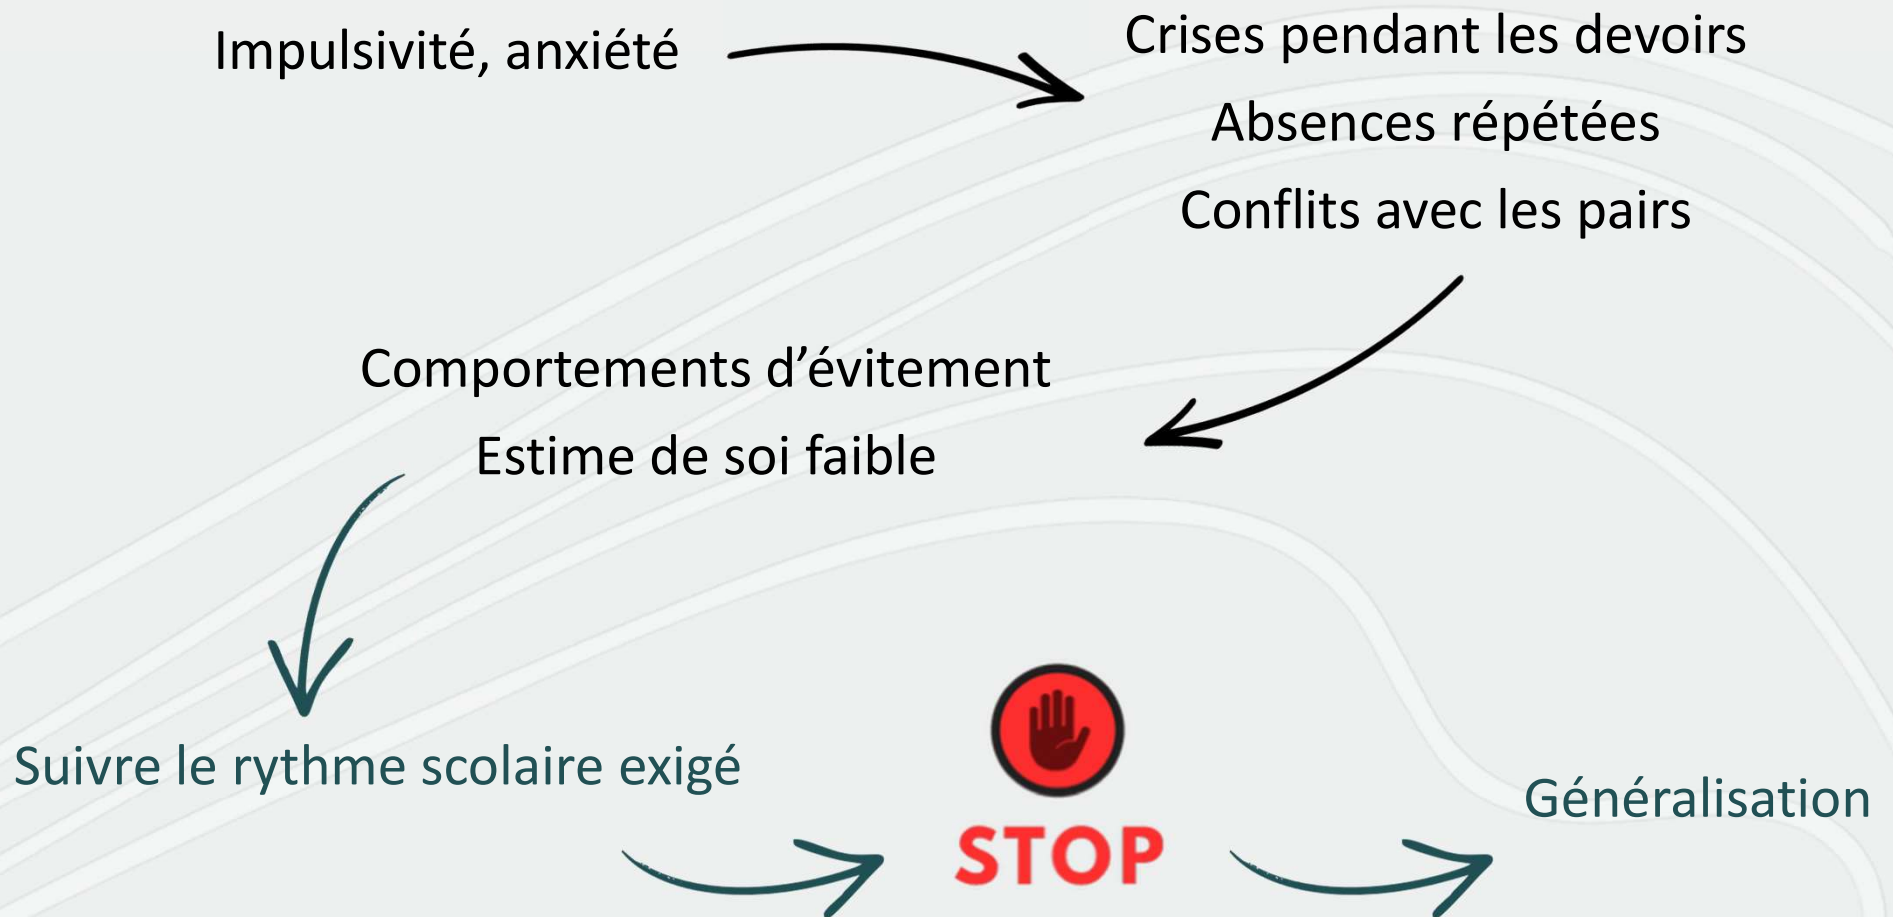 Impulsivité, anxiété
Crises pendant les devoirs
Absences répétées
Conflits avec les pairs
Comportements d’évitement
Estime de soi faible
Suivre le rythme scolaire exigé
STOP
Généralisation